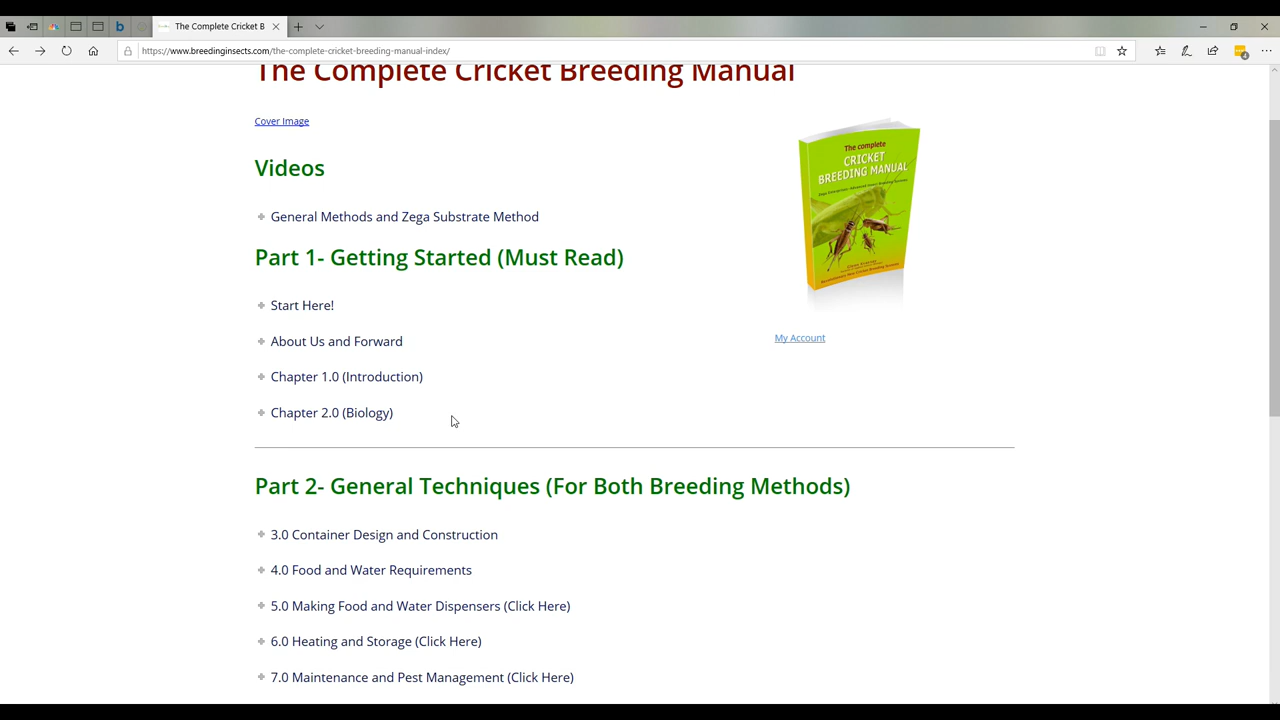 The Complete Cricket B
https://www.breedinginsects.com/the-complete-cricket-breeding-manual-index/
The Complete Cricket Breeding Manual
Cover Image
The complete
CRICKET
BREEDING MANUAL
Videos
General Methods and Zega Substrate Method
Part 1- Getting Started (Must Read)
Start Here!
About Us and Forward
My Account
Chapter 1.0 (Introduction)
Chapter 2.0 (Biology)
Part 2- General Techniques (For Both Breeding Methods)
3.0 Container Design and Construction
4.0 Food and Water Requirements
5.0 Making Food and Water Dispensers (Click Here)
6.0 Heating and Storage (Click Here)
7.0 Maintenance and Pest Management (Click Here)